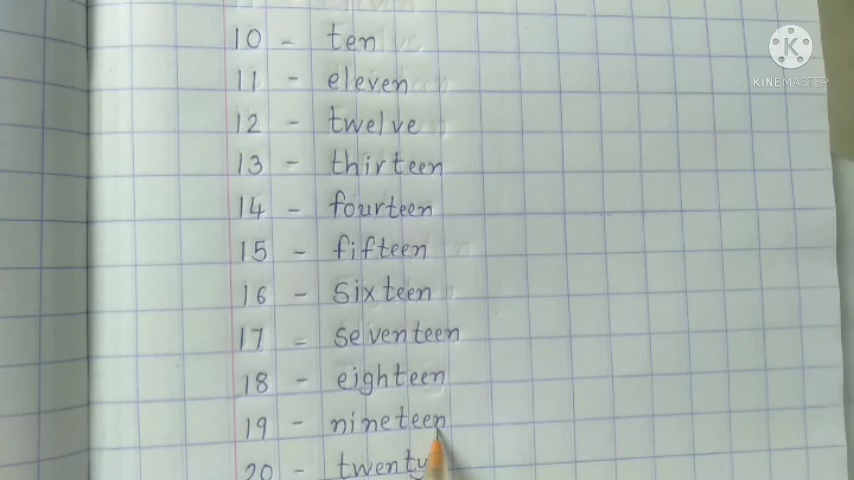 10 - ten
11 - eleven
12 - twelve
13 - thirteen
14 - fourteen
15 - fifteen
16 - sixteen
17 - seventeen
18 - eighteen
19 - nineteen
20 - twenty
K
KINEMASTER